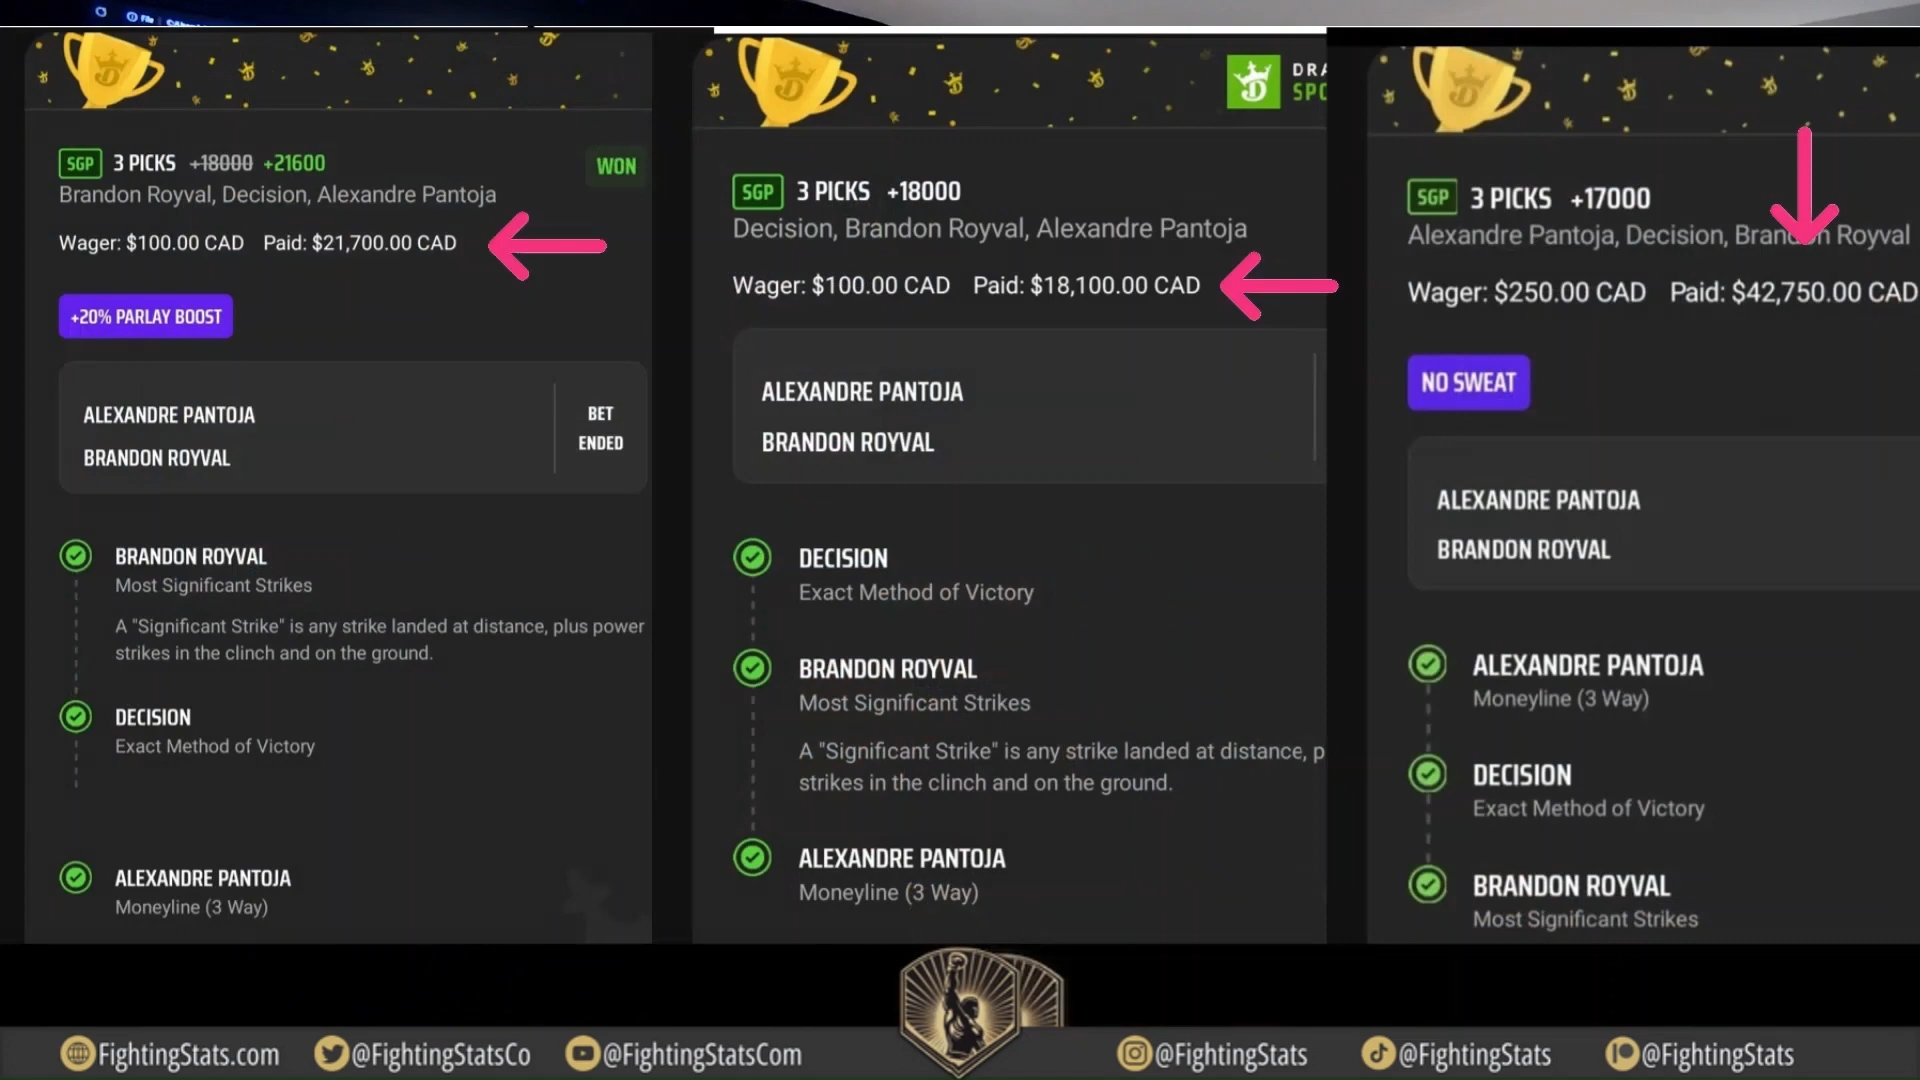 File
SGP 3 PICKS +18000 +21600
WON
Brandon Royval, Decision, Alexandre Pantoja
Wager: $100.00 CAD Paid: $21,700.00 CAD
+20% PARLAY BOOST
ALEXANDRE PANTOJA
BRANDON ROYVAL
BET
ENDED
BRANDON ROYVAL
Most Significant Strikes
A "Significant Strike" is any strike landed at distance, plus power
strikes in the clinch and on the ground.
DECISION
Exact Method of Victory
ALEXANDRE PANTOJA
Moneyline (3 Way)
DRA
SPO
SGP 3 PICKS +18000
Decision, Brandon Royval, Alexandre Pantoja
Wager: $100.00 CAD Paid: $18,100.00 CAD
ALEXANDRE PANTOJA
BRANDON ROYVAL
DECISION
Exact Method of Victory
BRANDON ROYVAL
Most Significant Strikes
A "Significant Strike" is any strike landed at distance, p
strikes in the clinch and on the ground.
ALEXANDRE PANTOJA
Moneyline (3 Way)
SGP 3 PICKS +17000
Alexandre Pantoja, Decision, Brandon Royval
Wager: $250.00 CAD Paid: $42,750.00 CAD
NO SWEAT
ALEXANDRE PANTOJA
BRANDON ROYVAL
ALEXANDRE PANTOJA
Moneyline (3 Way)
DECISION
Exact Method of Victory
BRANDON ROYVAL
Most Significant Strikes
FightingStats.com
@FightingStatsCo
@FightingStatsCom
@FightingStats
@FightingStats
@FightingStats